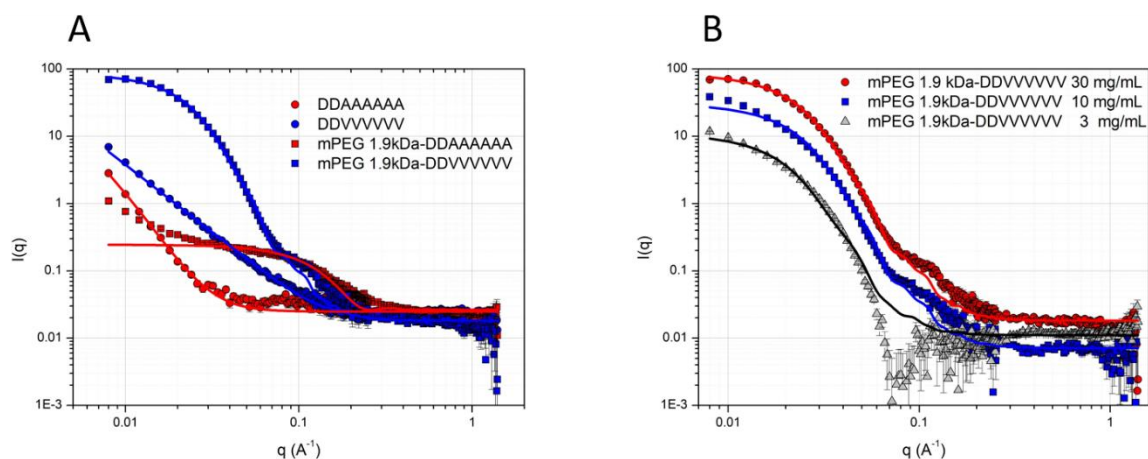 A
B
100
10
1
0.1
0.01
1E-3
I(q)
0.01
0.1
1
q (A⁻¹)
DDAAAAAA
DDVVVVVV
mPEG 1.9kDa-DDAAAAAA
mPEG 1.9kDa-DDVVVVVV
100
10
1
0.1
0.01
1E-3
I(q)
0.01
0.1
1
q (A⁻¹)
mPEG 1.9 kDa-DDVVVVVV 30 mg/mL
mPEG 1.9kDa-DDVVVVVV 10 mg/mL
mPEG 1.9kDa-DDVVVVVV 3 mg/mL